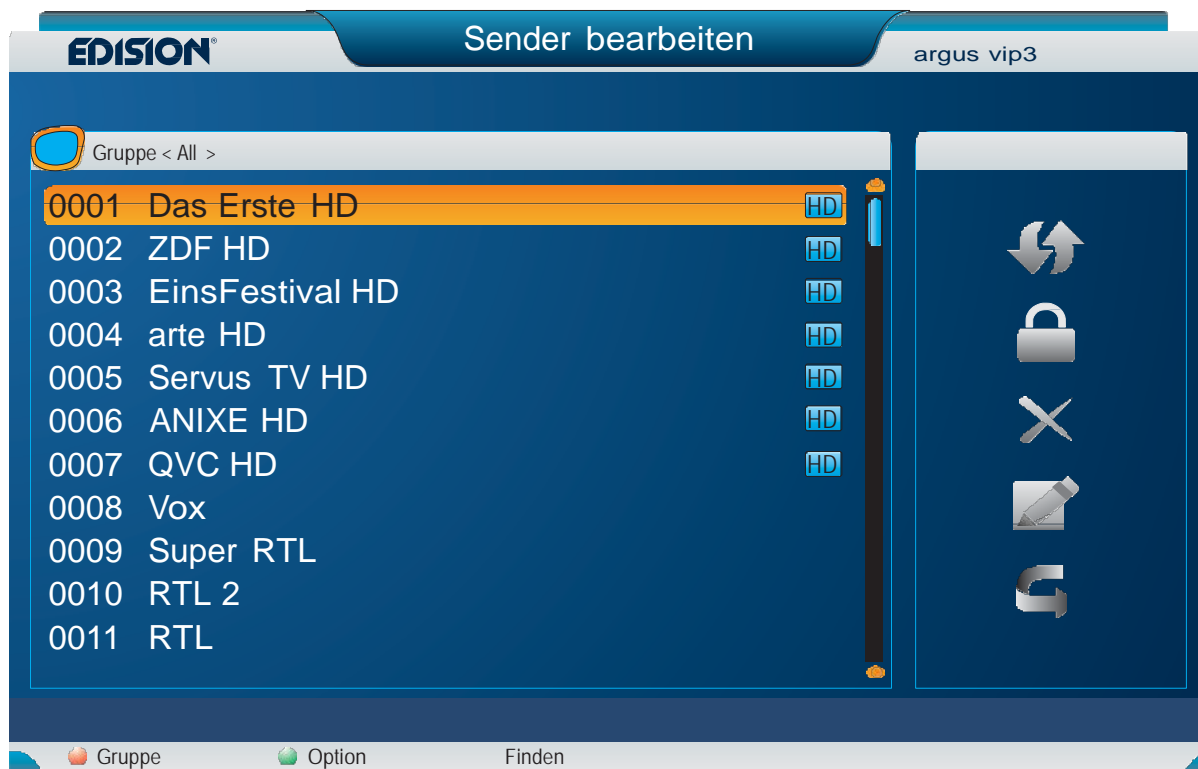 Sender bearbeiten
EDISION®
argus vip3
Gruppe < All >
0001 Das Erste HD HD
0002 ZDF HD HD
0003 EinsFestival HD HD
0004 arte HD HD
0005 Servus TV HD HD
0006 ANIXE HD HD
0007 QVC HD HD
0008 Vox
0009 Super RTL
0010 RTL 2
0011 RTL
Gruppe Option Finden